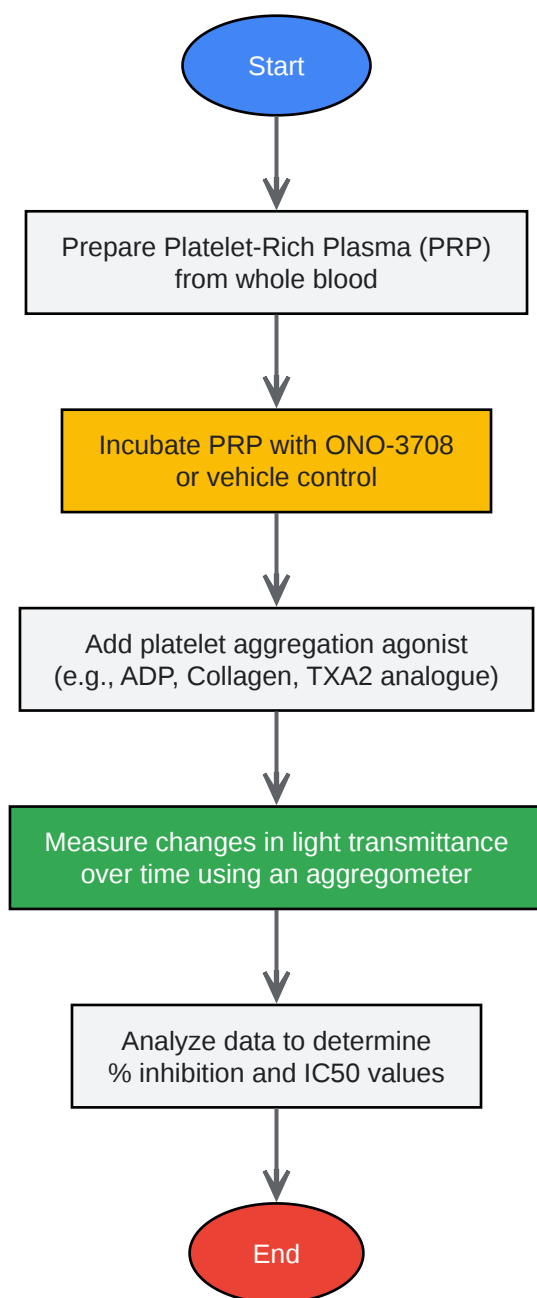 Start
Prepare Platelet-Rich Plasma (PRP)
from whole blood
Incubate PRP with ONO-3708
or vehicle control
Add platelet aggregation agonist
(e.g., ADP, Collagen, TXA2 analogue)
Measure changes in light transmittance
over time using an aggregometer
Analyze data to determine
% inhibition and IC50 values
End